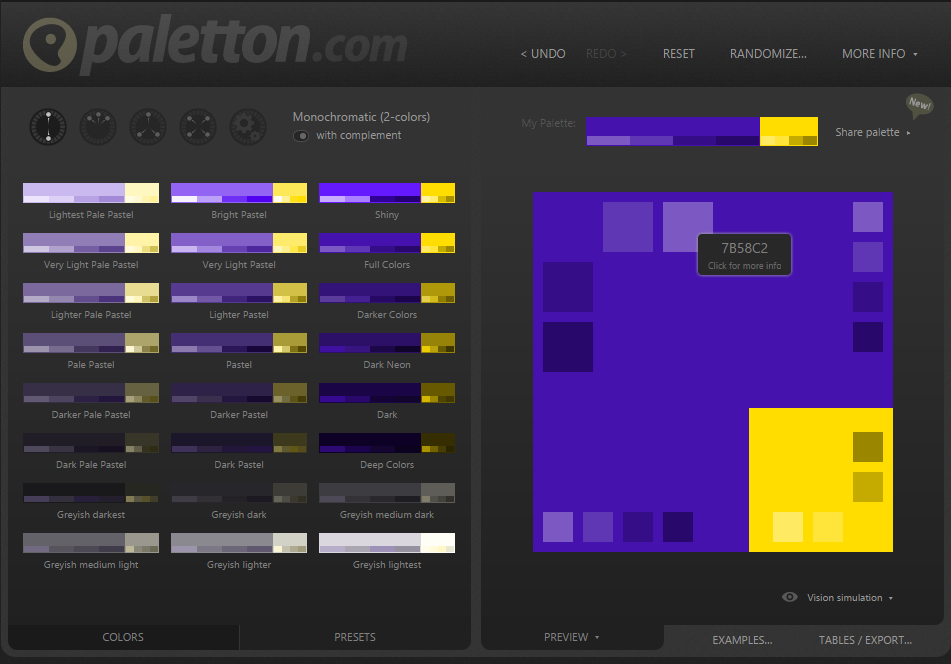 paletton.com
< UNDO REDO > RESET RANDOMIZE... MORE INFO
New!
Monochromatic (2-colors)
with complement
My Palette:
Share palette
Lightest Pale Pastel Bright Pastel Shiny
Very Light Pale Pastel Very Light Pastel Full Colors
Lighter Pale Pastel Lighter Pastel Darker Colors
Pale Pastel Pastel Dark Neon
Darker Pale Pastel Darker Pastel Dark
Dark Pale Pastel Dark Pastel Deep Colors
Greyish darkest Greyish dark Greyish medium dark
Greyish medium light Greyish lighter Greyish lightest
7B58C2
Click for more info
Vision simulation
COLORS PRESETS PREVIEW EXAMPLES... TABLES / EXPORT...